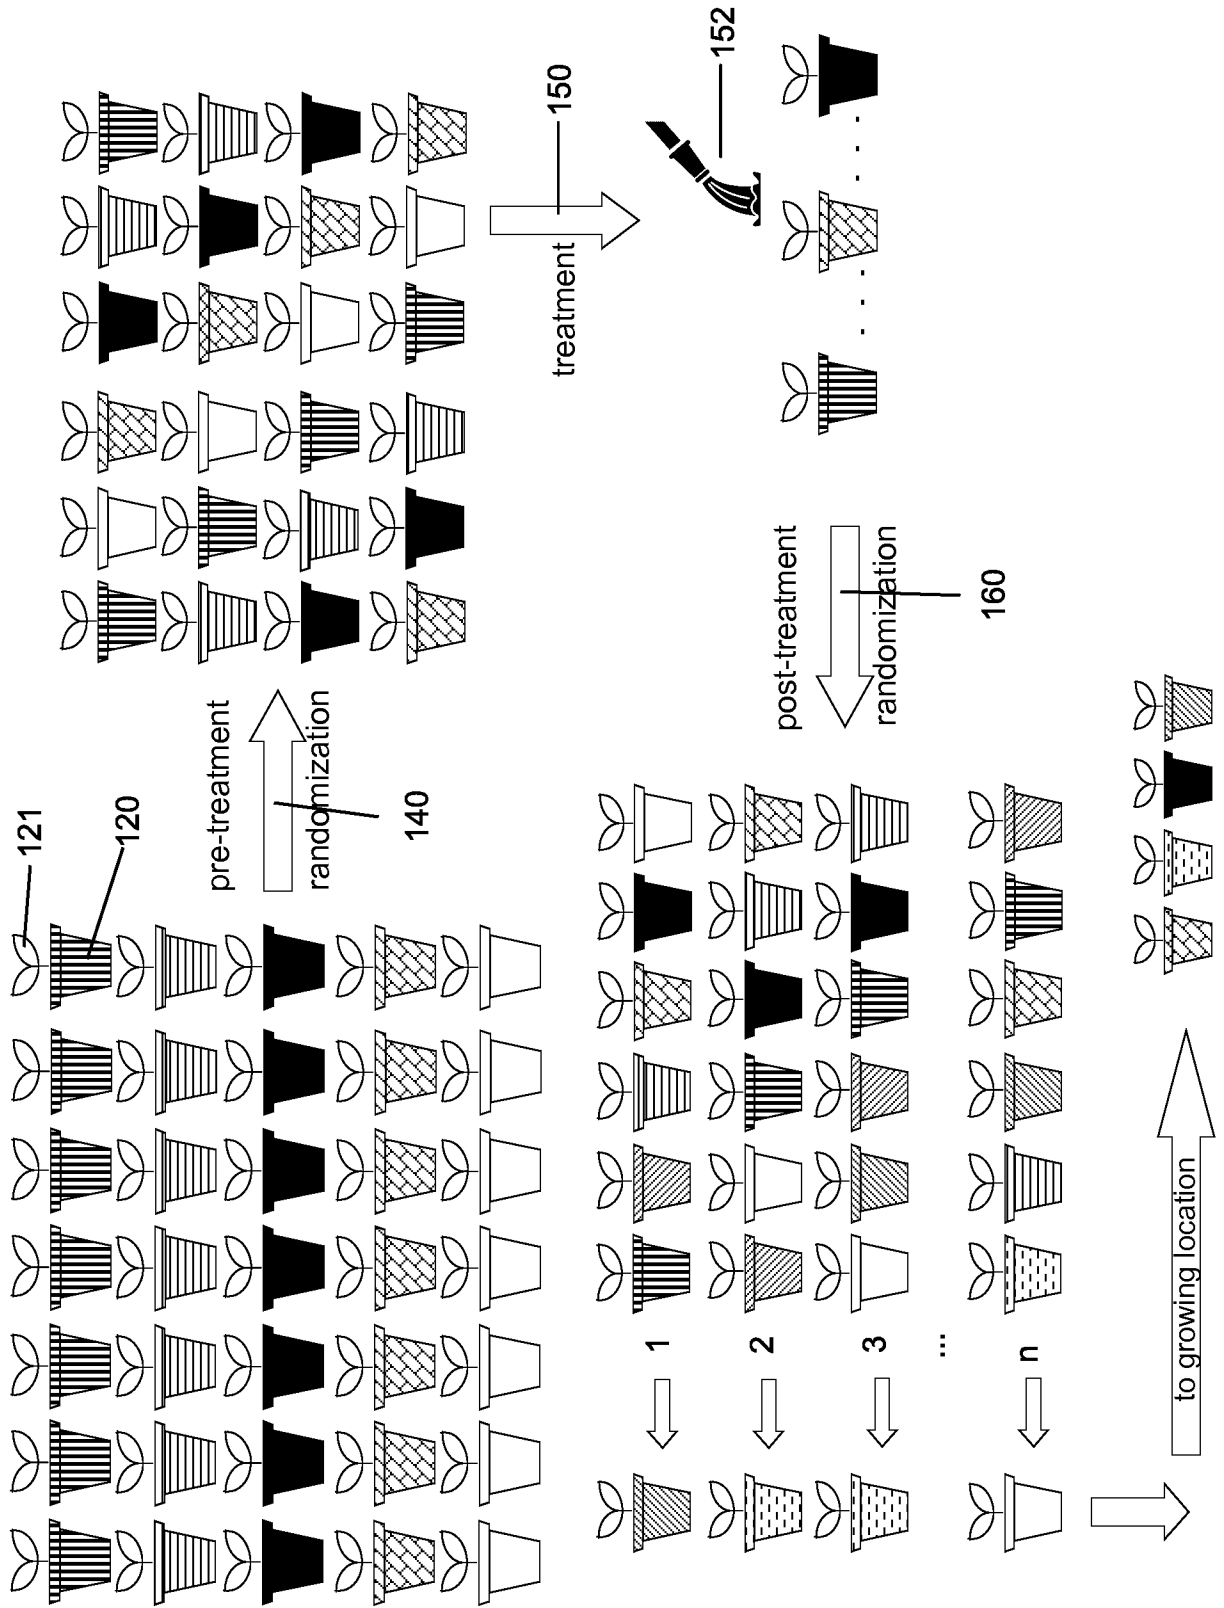 121
120
pre-treatment
randomization
140
treatment
150
152
post-treatment
randomization
160
1
2
3
...
n
to growing location